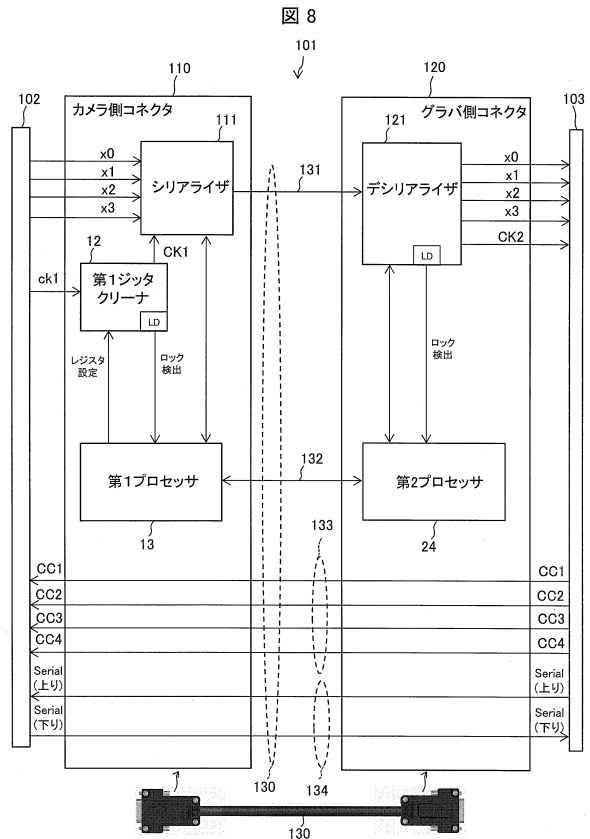 図 8
101
110
120
102
103
カメラ側コネクタ
グラバ側コネクタ
111
121
x0
x1
x2
x3
シリアライザ
131
デシリアライザ
x0
x1
x2
x3
CK2
CK1
12
LD
ck1
第1ジッタ
クリーナ
LD
レジスタ
設定
ロック
検出
ロック
検出
132
第1プロセッサ
第2プロセッサ
13
24
133
CC1
CC1
CC2
CC2
CC3
CC3
CC4
CC4
Serial
(上り)
Serial
(上り)
Serial
(下り)
Serial
(下り)
130
134
130